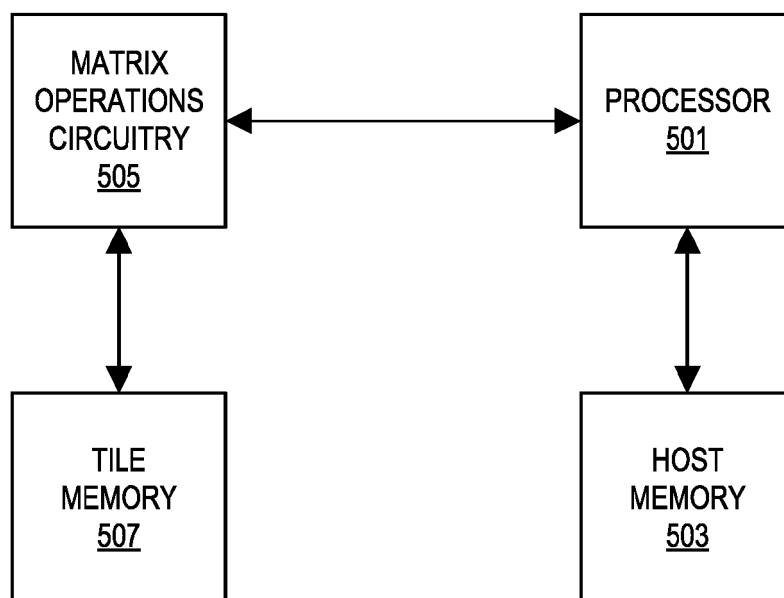 MATRIX
OPERATIONS
CIRCUITRY
505
PROCESSOR
501
TILE
MEMORY
507
HOST
MEMORY
503